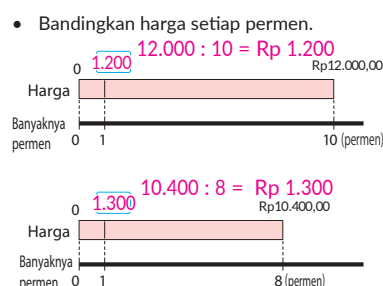 • Bandingkan harga setiap permen.
12.000 : 10 = Rp 1.200
0 1.200 Rp12.000,00
Harga
Banyaknya
permen 0 1 10 (permen)
10.400 : 8 = Rp 1.300
0 1.300 Rp10.400,00
Harga
Banyaknya
permen 0 1 8 (permen)